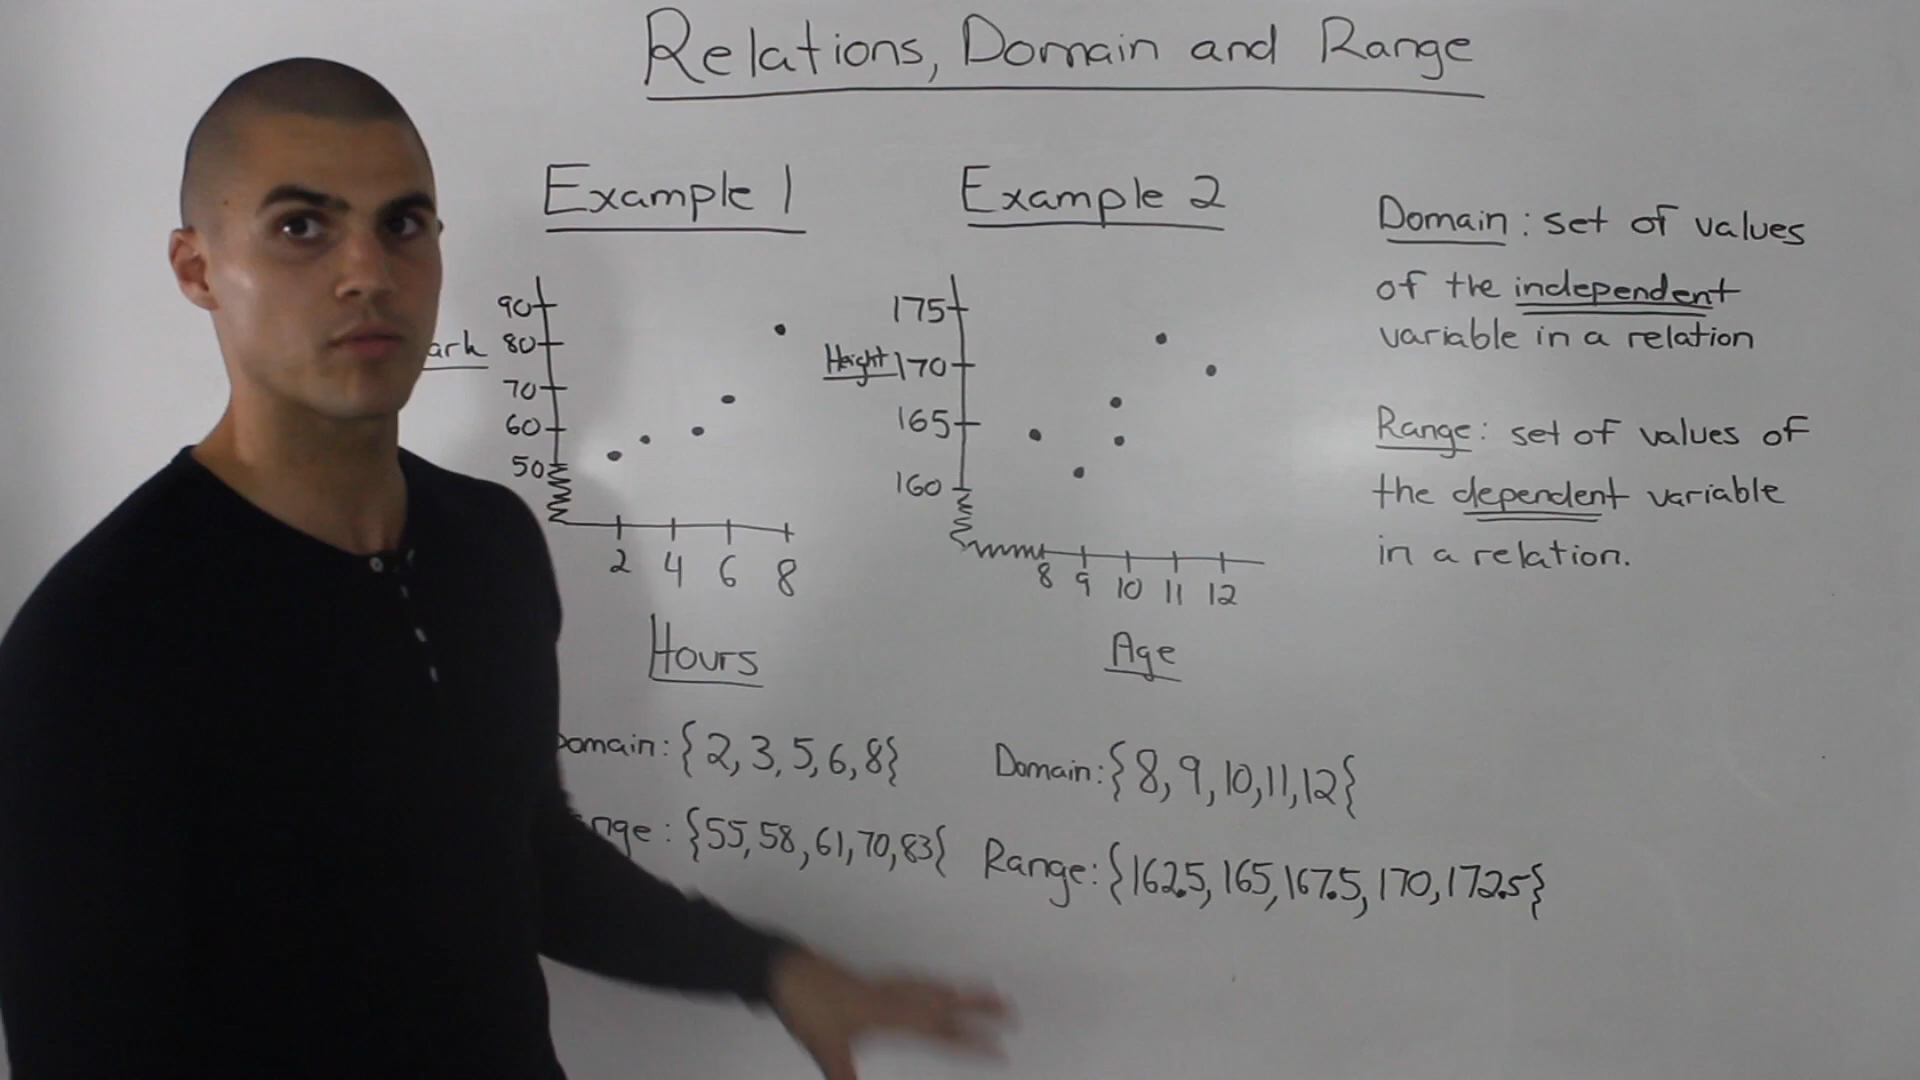 Relations, Domain and Range
Example 1
90
80
ark
70
60
50
2 4 6 8
Hours
omain: {2, 3, 5, 6, 8}
nge: {55, 58, 61, 70, 83{
Example 2
175
Height
170
165
160
8 9 10 11 12
Age
Domain: {8, 9, 10, 11, 12}
Range: {162.5, 165, 167.5, 170, 172.5}
Domain: set of values
of the independent
variable in a relation
Range: set of values of
the dependent variable
in a relation.